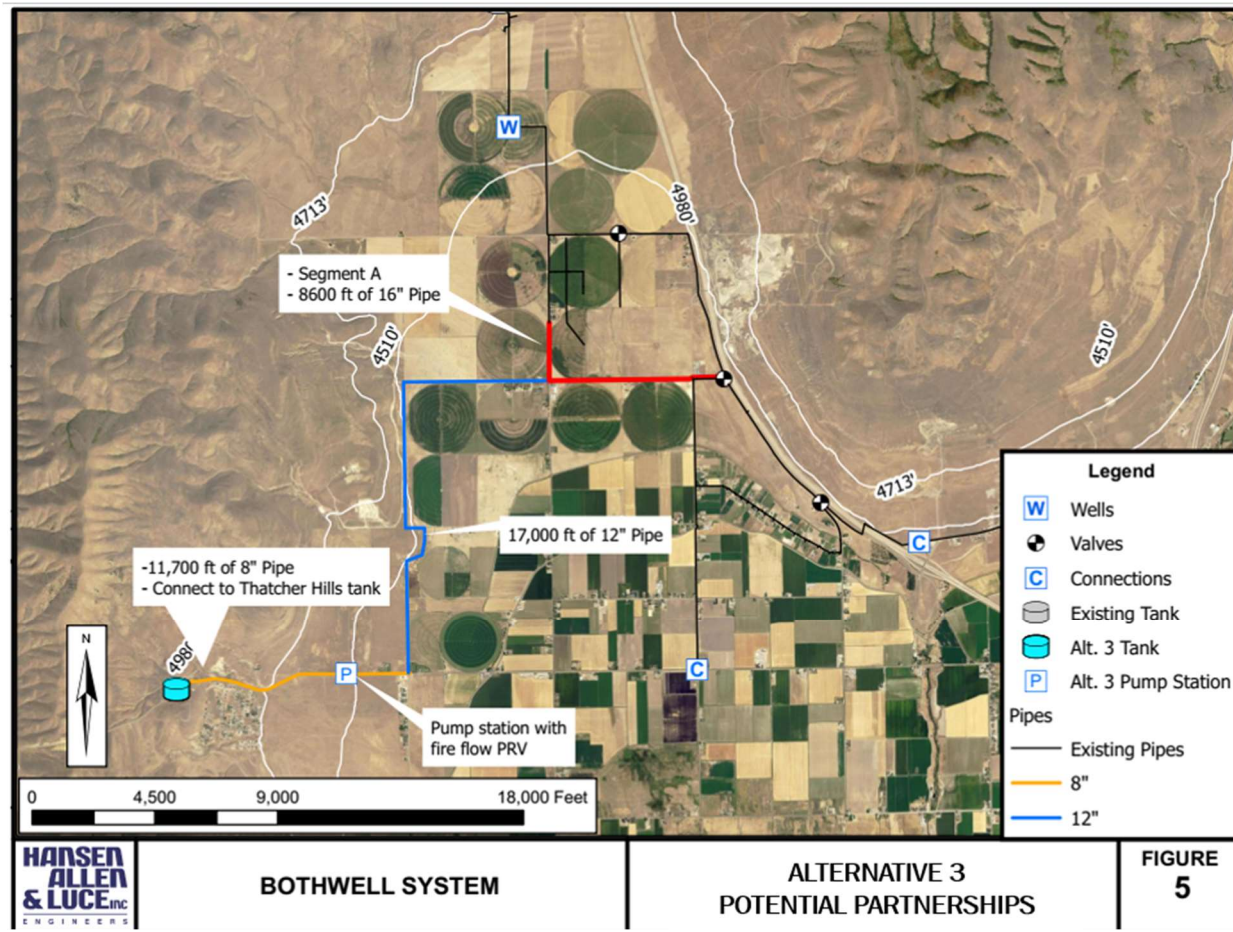 W
4713'
4980'
- Segment A
- 8600 ft of 16" Pipe
4510'
4510'
4713'
17,000 ft of 12" Pipe
C
-11,700 ft of 8" Pipe
- Connect to Thatcher Hills tank
N
P
C
Pump station with
fire flow PRV
0 4,500 9,000 18,000 Feet
Legend
W Wells
Valves
C Connections
Existing Tank
Alt. 3 Tank
P Alt. 3 Pump Station
Pipes
Existing Pipes
8"
12"
HANSEN
ALLEN
& LUCE INC
ENGINEERS
BOTHWELL SYSTEM
ALTERNATIVE 3
POTENTIAL PARTNERSHIPS
FIGURE
5